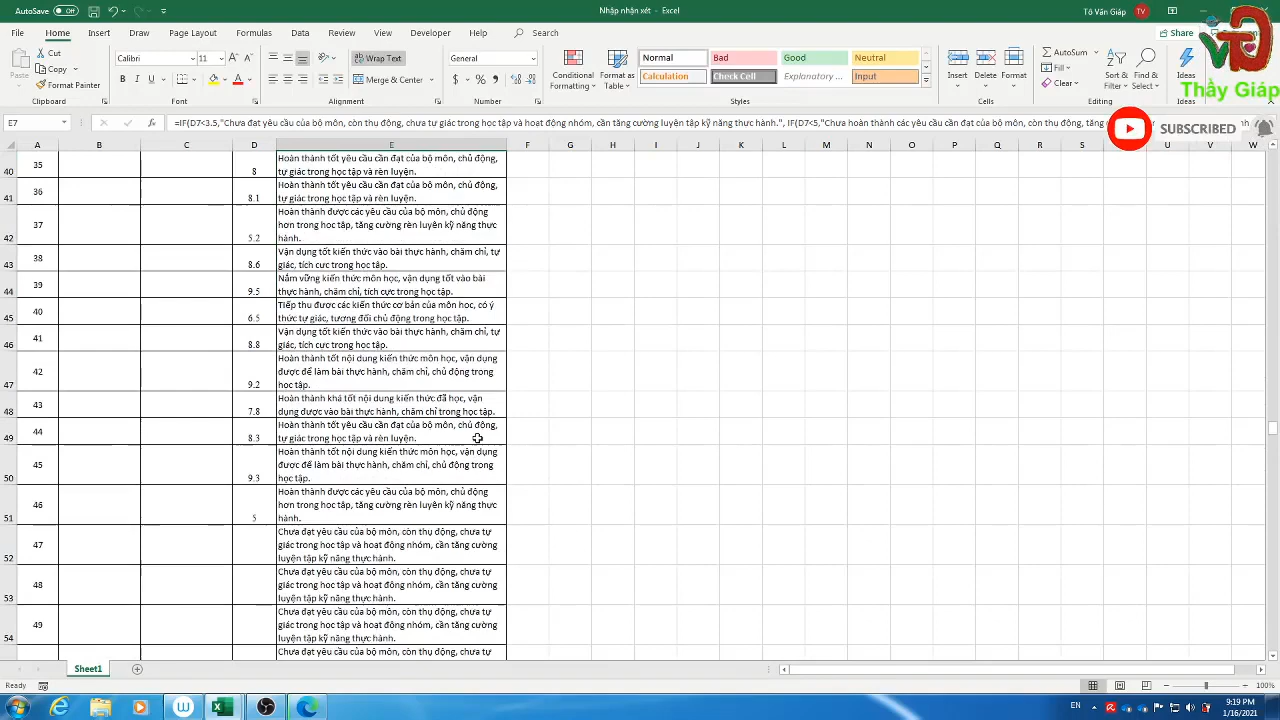 AutoSave Off
Nhập nhận xét - Excel
Tô Văn Giáp TV
File Home Insert Draw Page Layout Formulas Data Review View Developer Help Search
Share
Paste
Cut
Copy
Format Painter
Clipboard
Calibri 11
B I U
Font
Wrap Text
Merge & Center
Alignment
General
$ % ,
Number
Conditional Formatting
Format as Table
Normal Bad Good Neutral
Calculation Check Cell Explanatory ... Input
Styles
Insert Delete Format
Cells
AutoSum
Fill
Clear
Sort & Filter
Find & Select
Editing
Ideas
Ideas
Thầy Giáp
SUBSCRIBED
E7
fx
=IF(D7<3.5,"Chưa đạt yêu cầu của bộ môn, còn thụ động, chưa tự giác trong học tập và hoạt động nhóm, cần tăng cường luyện tập kỹ năng thực hành.", IF(D7<5,"Chưa hoàn thành các yêu cầu của bộ môn, còn thụ động, tăng
A B C D E F G H I J K L M N O P Q R S T U V W
40 35 8 Hoàn thành tốt yêu cầu cần đạt của bộ môn, chủ động,
tự giác trong học tập và rèn luyện.
41 36 8.1 Hoàn thành tốt yêu cầu cần đạt của bộ môn, chủ động,
tự giác trong học tập và rèn luyện.
42 37 5.2 Hoàn thành được các yêu cầu của bộ môn, chủ động
hơn trong học tập, tăng cường rèn luyện kỹ năng thực
hành.
43 38 8.6 Vận dụng tốt kiến thức vào bài thực hành, chăm chỉ, tự
giác, tích cực trong học tập.
44 39 9.5 Nắm vững kiến thức môn học, vận dụng tốt vào bài
thực hành, chăm chỉ, tích cực trong học tập.
45 40 6.5 Tiếp thu được các kiến thức cơ bản của môn học, có ý
thức tự giác, tương đối chủ động trong học tập.
46 41 8.8 Vận dụng tốt kiến thức vào bài thực hành, chăm chỉ, tự
giác, tích cực trong học tập.
47 42 9.2 Hoàn thành tốt nội dung kiến thức môn học, vận dụng
được để làm bài thực hành, chăm chỉ, chủ động trong
học tập.
48 43 7.8 Hoàn thành khá tốt nội dung kiến thức đã học, vận
dụng được vào bài thực hành, chăm chỉ trong học tập.
49 44 8.3 Hoàn thành tốt yêu cầu cần đạt của bộ môn, chủ động,
tự giác trong học tập và rèn luyện.
50 45 9.3 Hoàn thành tốt nội dung kiến thức môn học, vận dụng
được để làm bài thực hành, chăm chỉ, chủ động trong
học tập.
51 46 5 Hoàn thành được các yêu cầu của bộ môn, chủ động
hơn trong học tập, tăng cường rèn luyện kỹ năng thực
hành.
52 47 Chưa đạt yêu cầu của bộ môn, còn thụ động, chưa tự
giác trong học tập và hoạt động nhóm, cần tăng cường
luyện tập kỹ năng thực hành.
53 48 Chưa đạt yêu cầu của bộ môn, còn thụ động, chưa tự
giác trong học tập và hoạt động nhóm, cần tăng cường
luyện tập kỹ năng thực hành.
54 49 Chưa đạt yêu cầu của bộ môn, còn thụ động, chưa tự
giác trong học tập và hoạt động nhóm, cần tăng cường
luyện tập kỹ năng thực hành.
Chưa đạt yêu cầu của bộ môn, còn thụ động, chưa tự
Sheet1
Ready
100%
EN
9:19 PM
1/16/2021